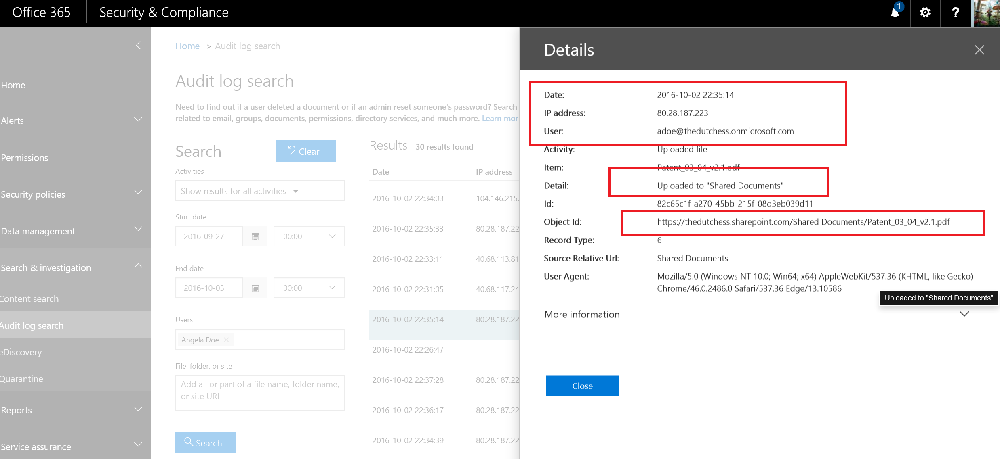 Office 365
Security & Compliance
1
?
Home
Alerts
Permissions
Security policies
Data management
Search & investigation
Content search
Audit log search
eDiscovery
Quarantine
Reports
Service assurance
Home > Audit log search
Audit log search
Need to find out if a user deleted a document or if an admin reset someone's password? Search
related to email, groups, documents, permissions, directory services, and much more. Learn more
Search
Clear
Activities
Show results for all activities
Start date
2016-09-27
00:00
End date
2016-10-05
00:00
Users
Angela Doe
File, folder, or site
Add all or part of a file name, folder name,
or site URL
Search
Results 30 results found
Date IP address
2016-10-02 22:34:03 104.146.215.
2016-10-02 22:35:33 80.28.187.22
2016-10-02 22:33:11 40.68.113.81
2016-10-02 22:31:05 40.68.117.24
2016-10-02 22:35:14 80.28.187.22
2016-10-02 22:26:47
2016-10-02 22:37:28 80.28.187.22
2016-10-02 22:36:17 80.28.187.22
2016-10-02 22:34:39 80.28.187.22
Details
Date: 2016-10-02 22:35:14
IP address: 80.28.187.223
User: adoe@thedutchess.onmicrosoft.com
Activity: Uploaded file
Item: Patent_03_04_v2.1.pdf
Detail: Uploaded to "Shared Documents"
Id: 82c65c1f-a270-45bb-215f-08d3eb039d11
Object Id: https://thedutchess.sharepoint.com/Shared Documents/Patent_03_04_v2.1.pdf
Record Type: 6
Source Relative Url: Shared Documents
User Agent: Mozilla/5.0 (Windows NT 10.0; Win64; x64) AppleWebKit/537.36 (KHTML, like Gecko)
Chrome/46.0.2486.0 Safari/537.36 Edge/13.10586
Uploaded to "Shared Documents"
More information
Close